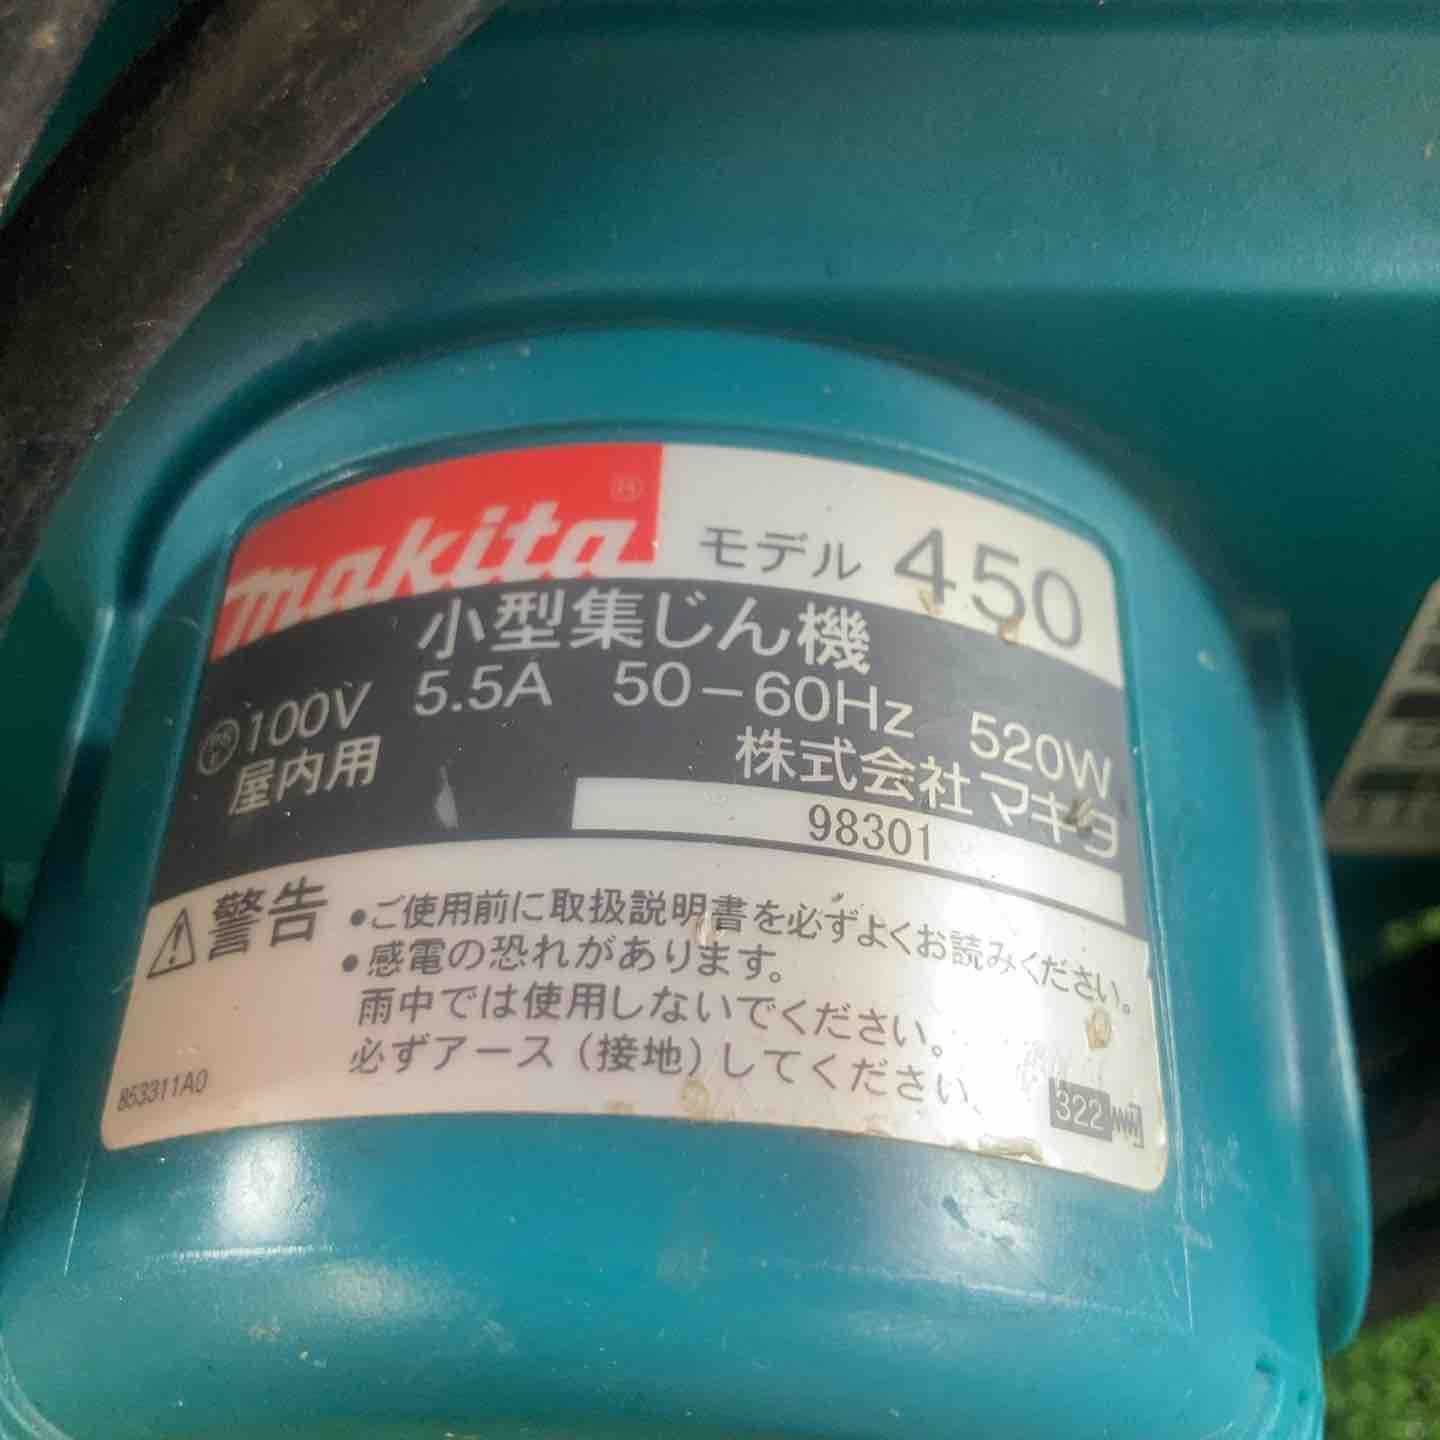 makita®
モデル 450
小型集じん機
PSE 100V 5.5A 50-60Hz 520W
屋内用 株式会社マキタ
98301
⚠警告
●ご使用前に取扱説明書を必ずよくお読みください。
●感電の恐れがあります。
雨中では使用しないでください。
必ずアース(接地)してください。
853311A0
322